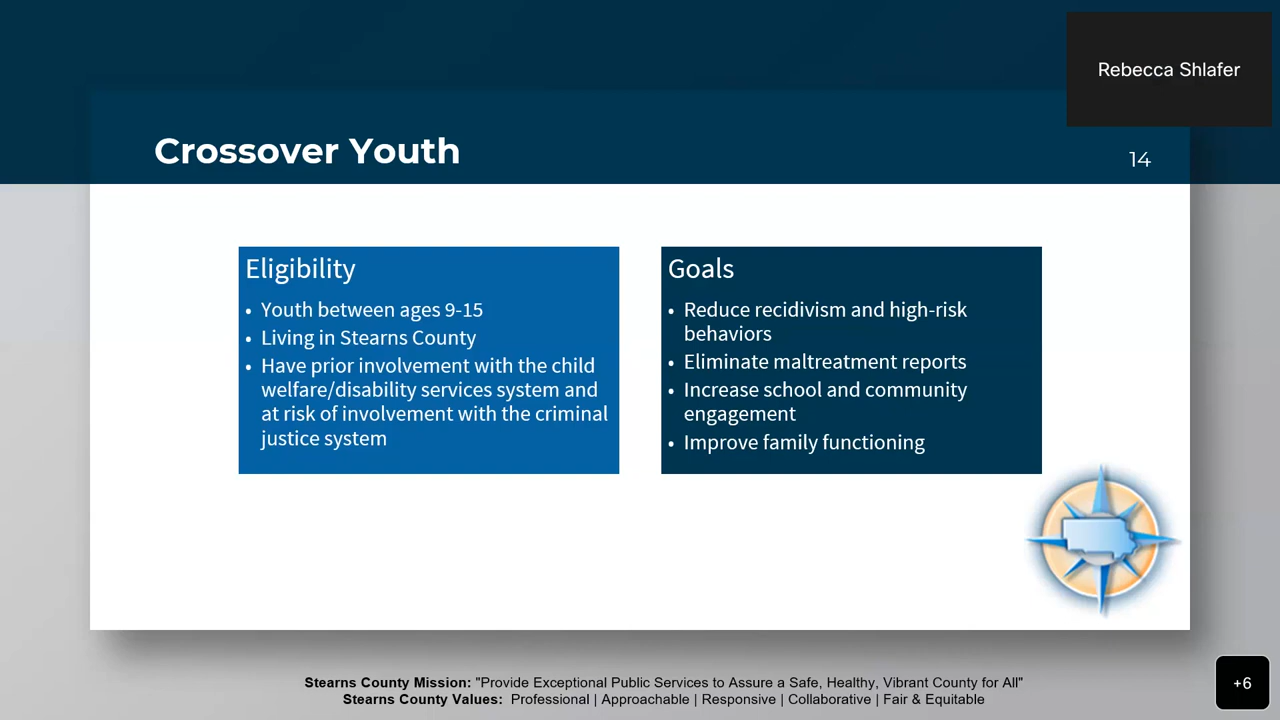 Rebecca Shlafer
Crossover Youth
14
Eligibility
• Youth between ages 9-15
• Living in Stearns County
• Have prior involvement with the child
welfare/disability services system and
at risk of involvement with the criminal
justice system
Goals
• Reduce recidivism and high-risk
behaviors
• Eliminate maltreatment reports
• Increase school and community
engagement
• Improve family functioning
Stearns County Mission: "Provide Exceptional Public Services to Assure a Safe, Healthy, Vibrant County for All"
Stearns County Values: Professional | Approachable | Responsive | Collaborative | Fair & Equitable
+6